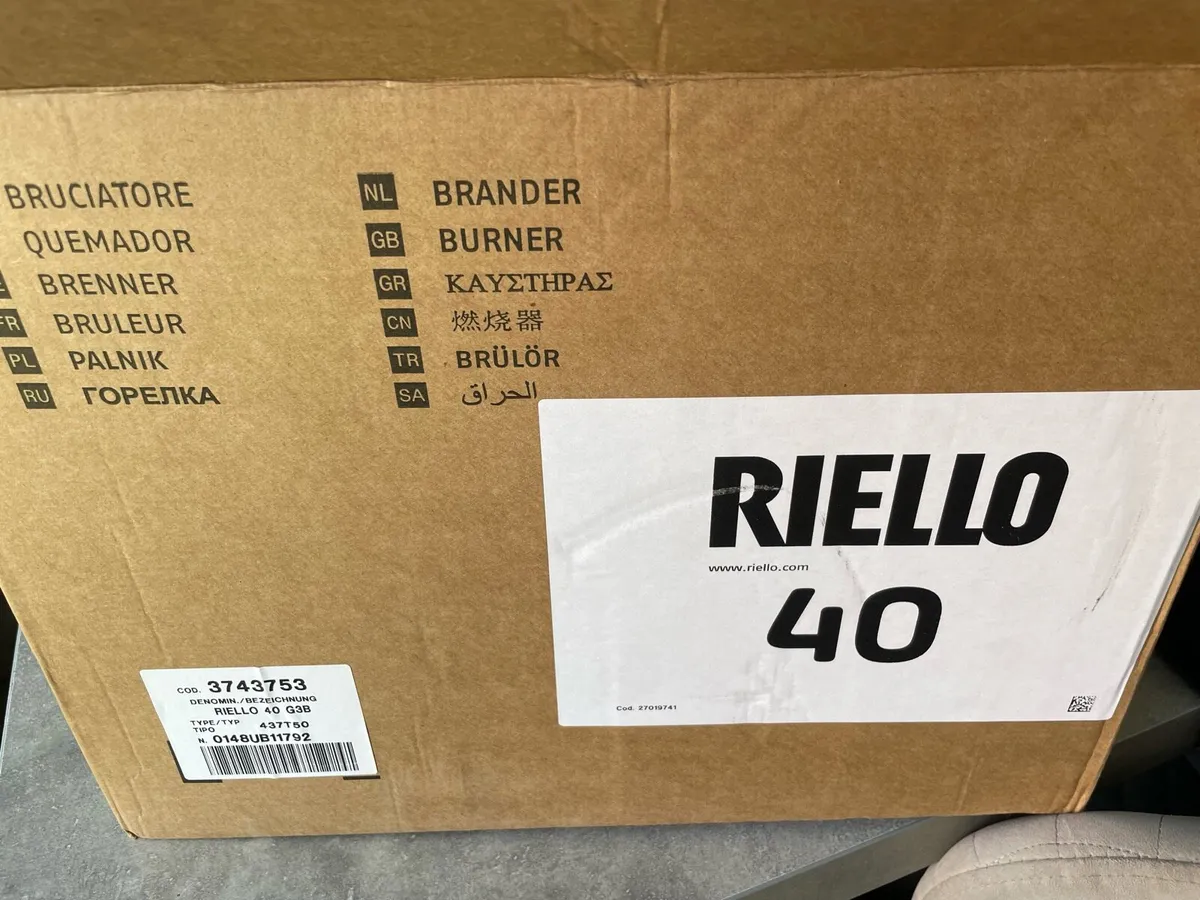 BRUCIATORE
QUEMADOR
BRENNER
FR BRULEUR
PL PALNIK
RU ГОРЕЛКА
NL BRANDER
GB BURNER
GR ΚΑΥΣΤΗΡΑΣ
CN 燃烧器
TR BRÜLÖR
SA الحراق
RIELLO
www.riello.com
40
Cod. 27019741
COD. 3743753
DENOMIN./BEZEICHNUNG
RIELLO 40 G3B
TYPE/TYP 437T50
TIPO
N. 0148UB11792